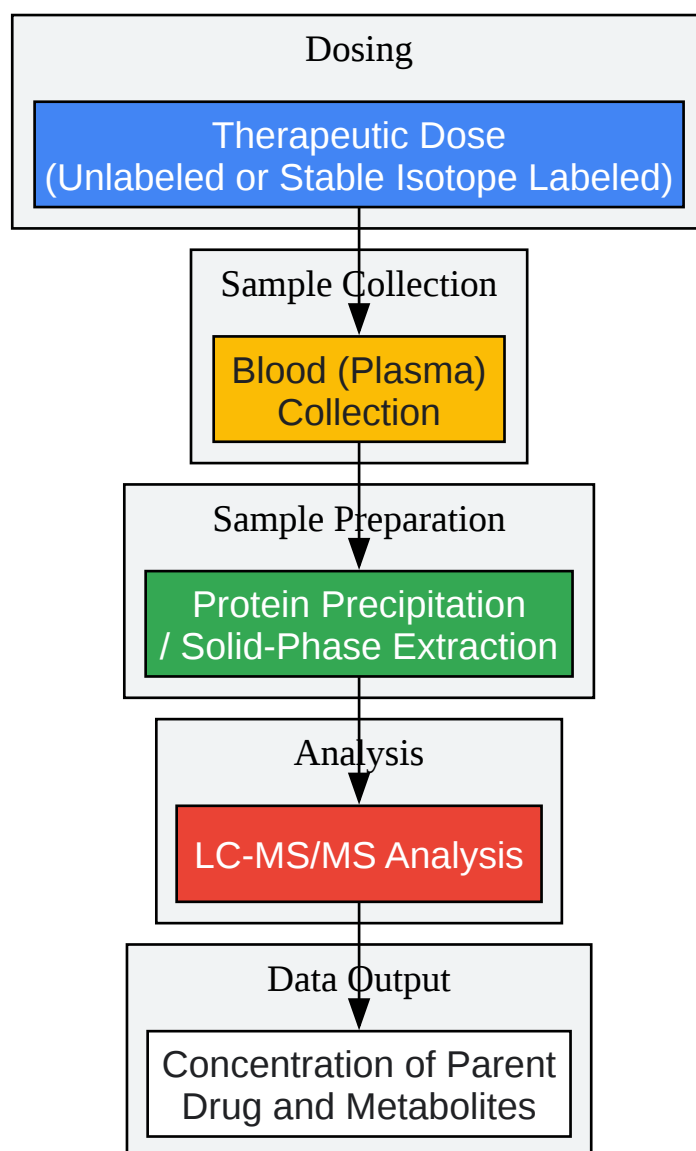 Dosing
Therapeutic Dose
(Unlabeled or Stable Isotope Labeled)
Sample Collection
Blood (Plasma)
Collection
Sample Preparation
Protein Precipitation
/ Solid-Phase Extraction
Analysis
LC-MS/MS Analysis
Data Output
Concentration of Parent
Drug and Metabolites